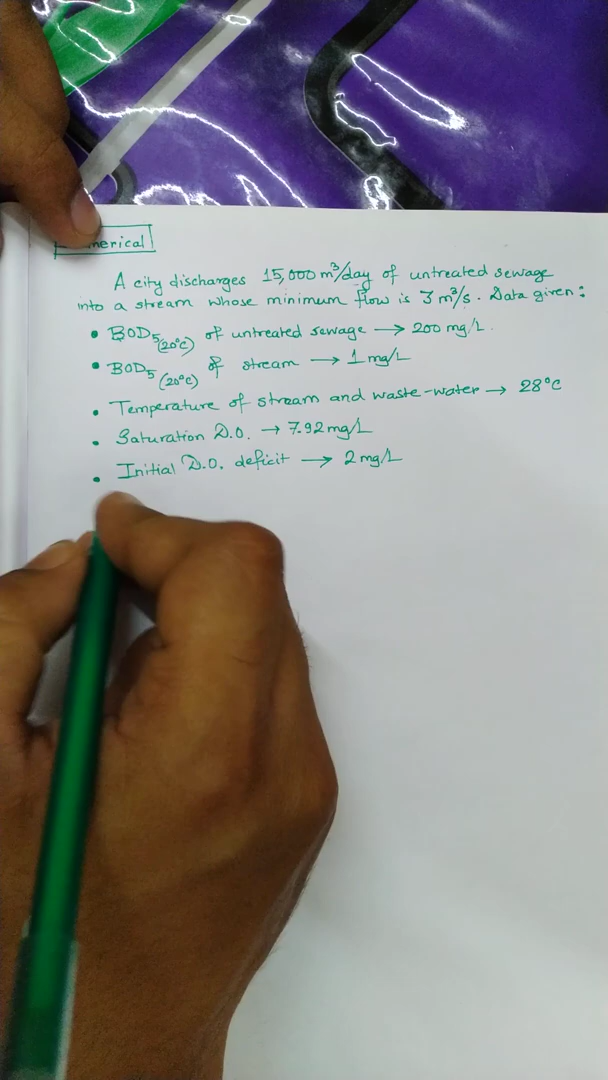 A city discharges 15,000 m³/day of untreated sewage
into a stream whose minimum flow is 3 m³/s. Data given:
• BOD₅(20°C) of untreated sewage → 200 mg/L.
• BOD₅(20°C) of stream → 1 mg/L
• Temperature of stream and waste-water → 28°C
• Saturation D.O. → 7.92 mg/L
• Initial D.O. deficit → 2 mg/L
•